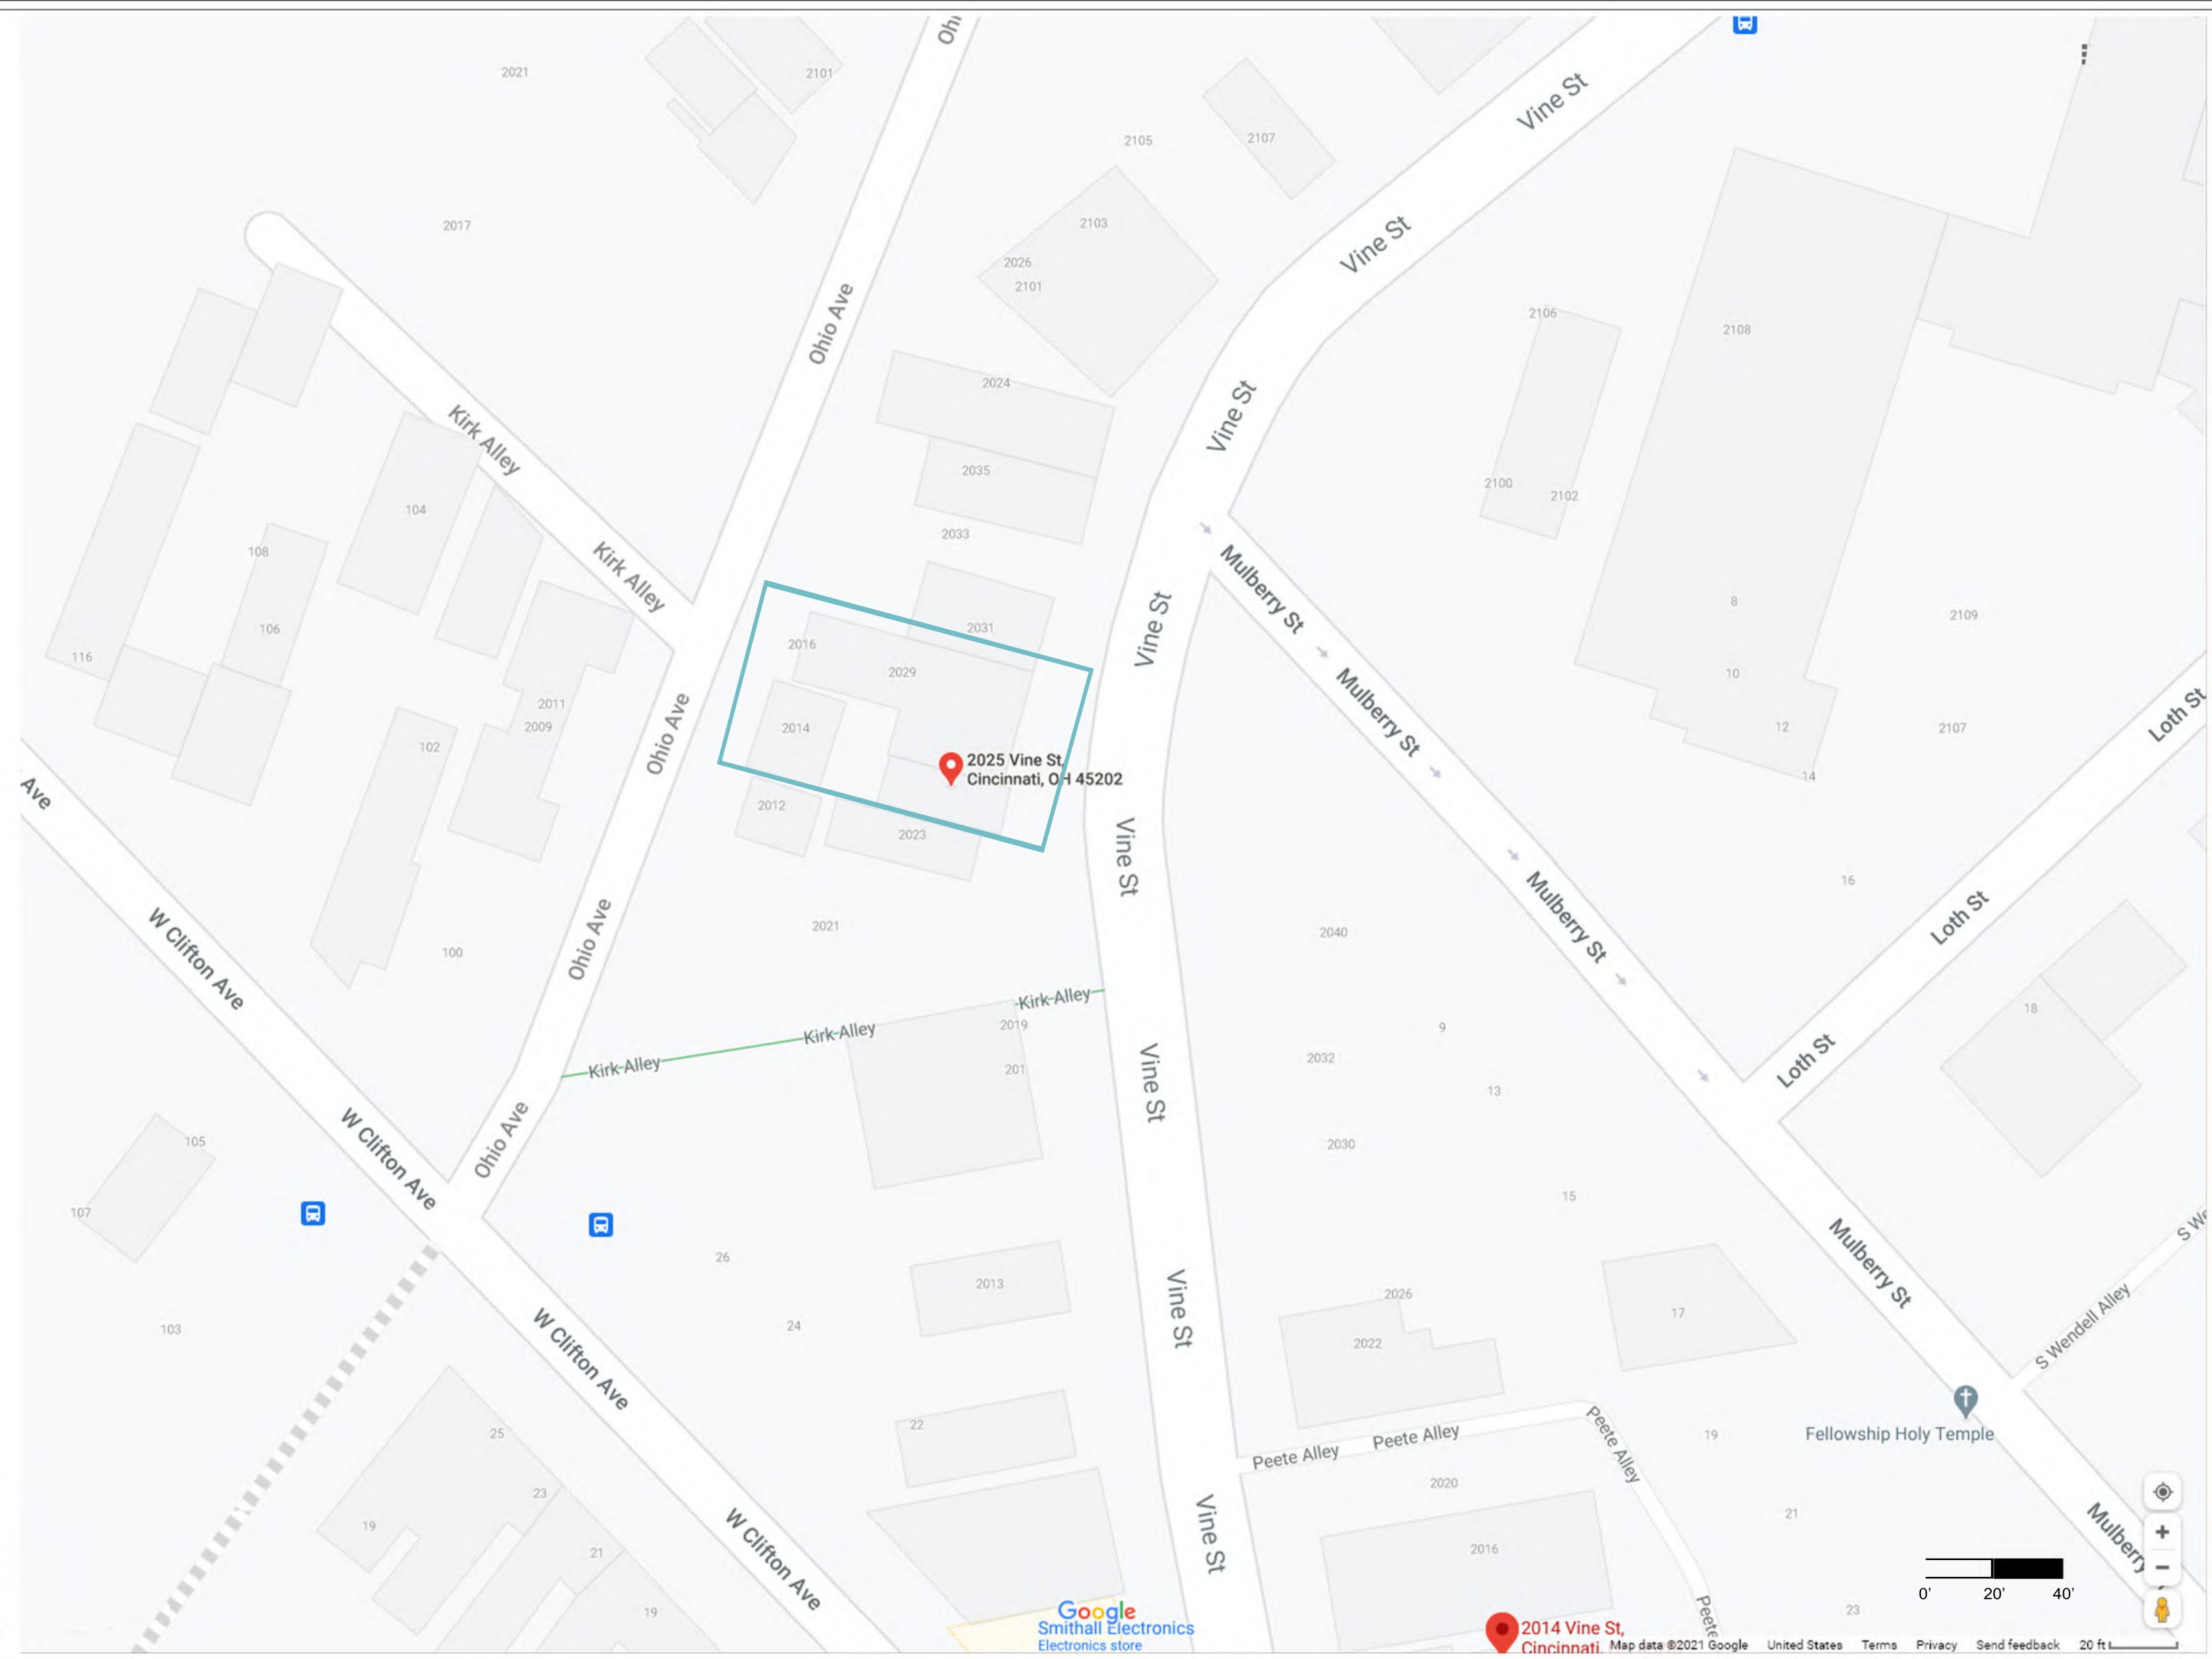 Ohi
2021
2101
2105
2107
Vine St
2017
2103
2026
2101
Vine St
Ohio Ave
2106
2108
2024
Kirk Alley
Vine St
2035
2100
2102
104
2033
108
Kirk Alley
Mulberry St
8
2109
106
2031
Vine St
116
2016
2029
10
Mulberry St
2011
2009
2014
Ohio Ave
102
12
2107
Loth St
2025 Vine St,
Cincinnati, OH 45202
14
Ave
2012
2023
Vine St
16
W Clifton Ave
Ohio Ave
100
2021
2040
Mulberry St
Loth St
Kirk Alley
Kirk Alley
Kirk Alley
2019
201
9
2032
18
Loth St
13
Vine St
105
W Clifton Ave
Ohio Ave
2030
107
15
S We
26
Mulberry St
2013
Vine St
2026
17
103
24
2022
S Wendell Alley
W Clifton Ave
22
25
Peete Alley
Peete Alley
Peete Alley
19
Fellowship Holy Temple
23
2020
19
21
W Clifton Ave
Vine St
2016
Mulberry
21
0' 20' 40'
19
23
Peete
Google
Smithall Electronics
Electronics store
2014 Vine St,
Cincinnati,
Map data ©2021 Google United States Terms Privacy Send feedback 20 ft